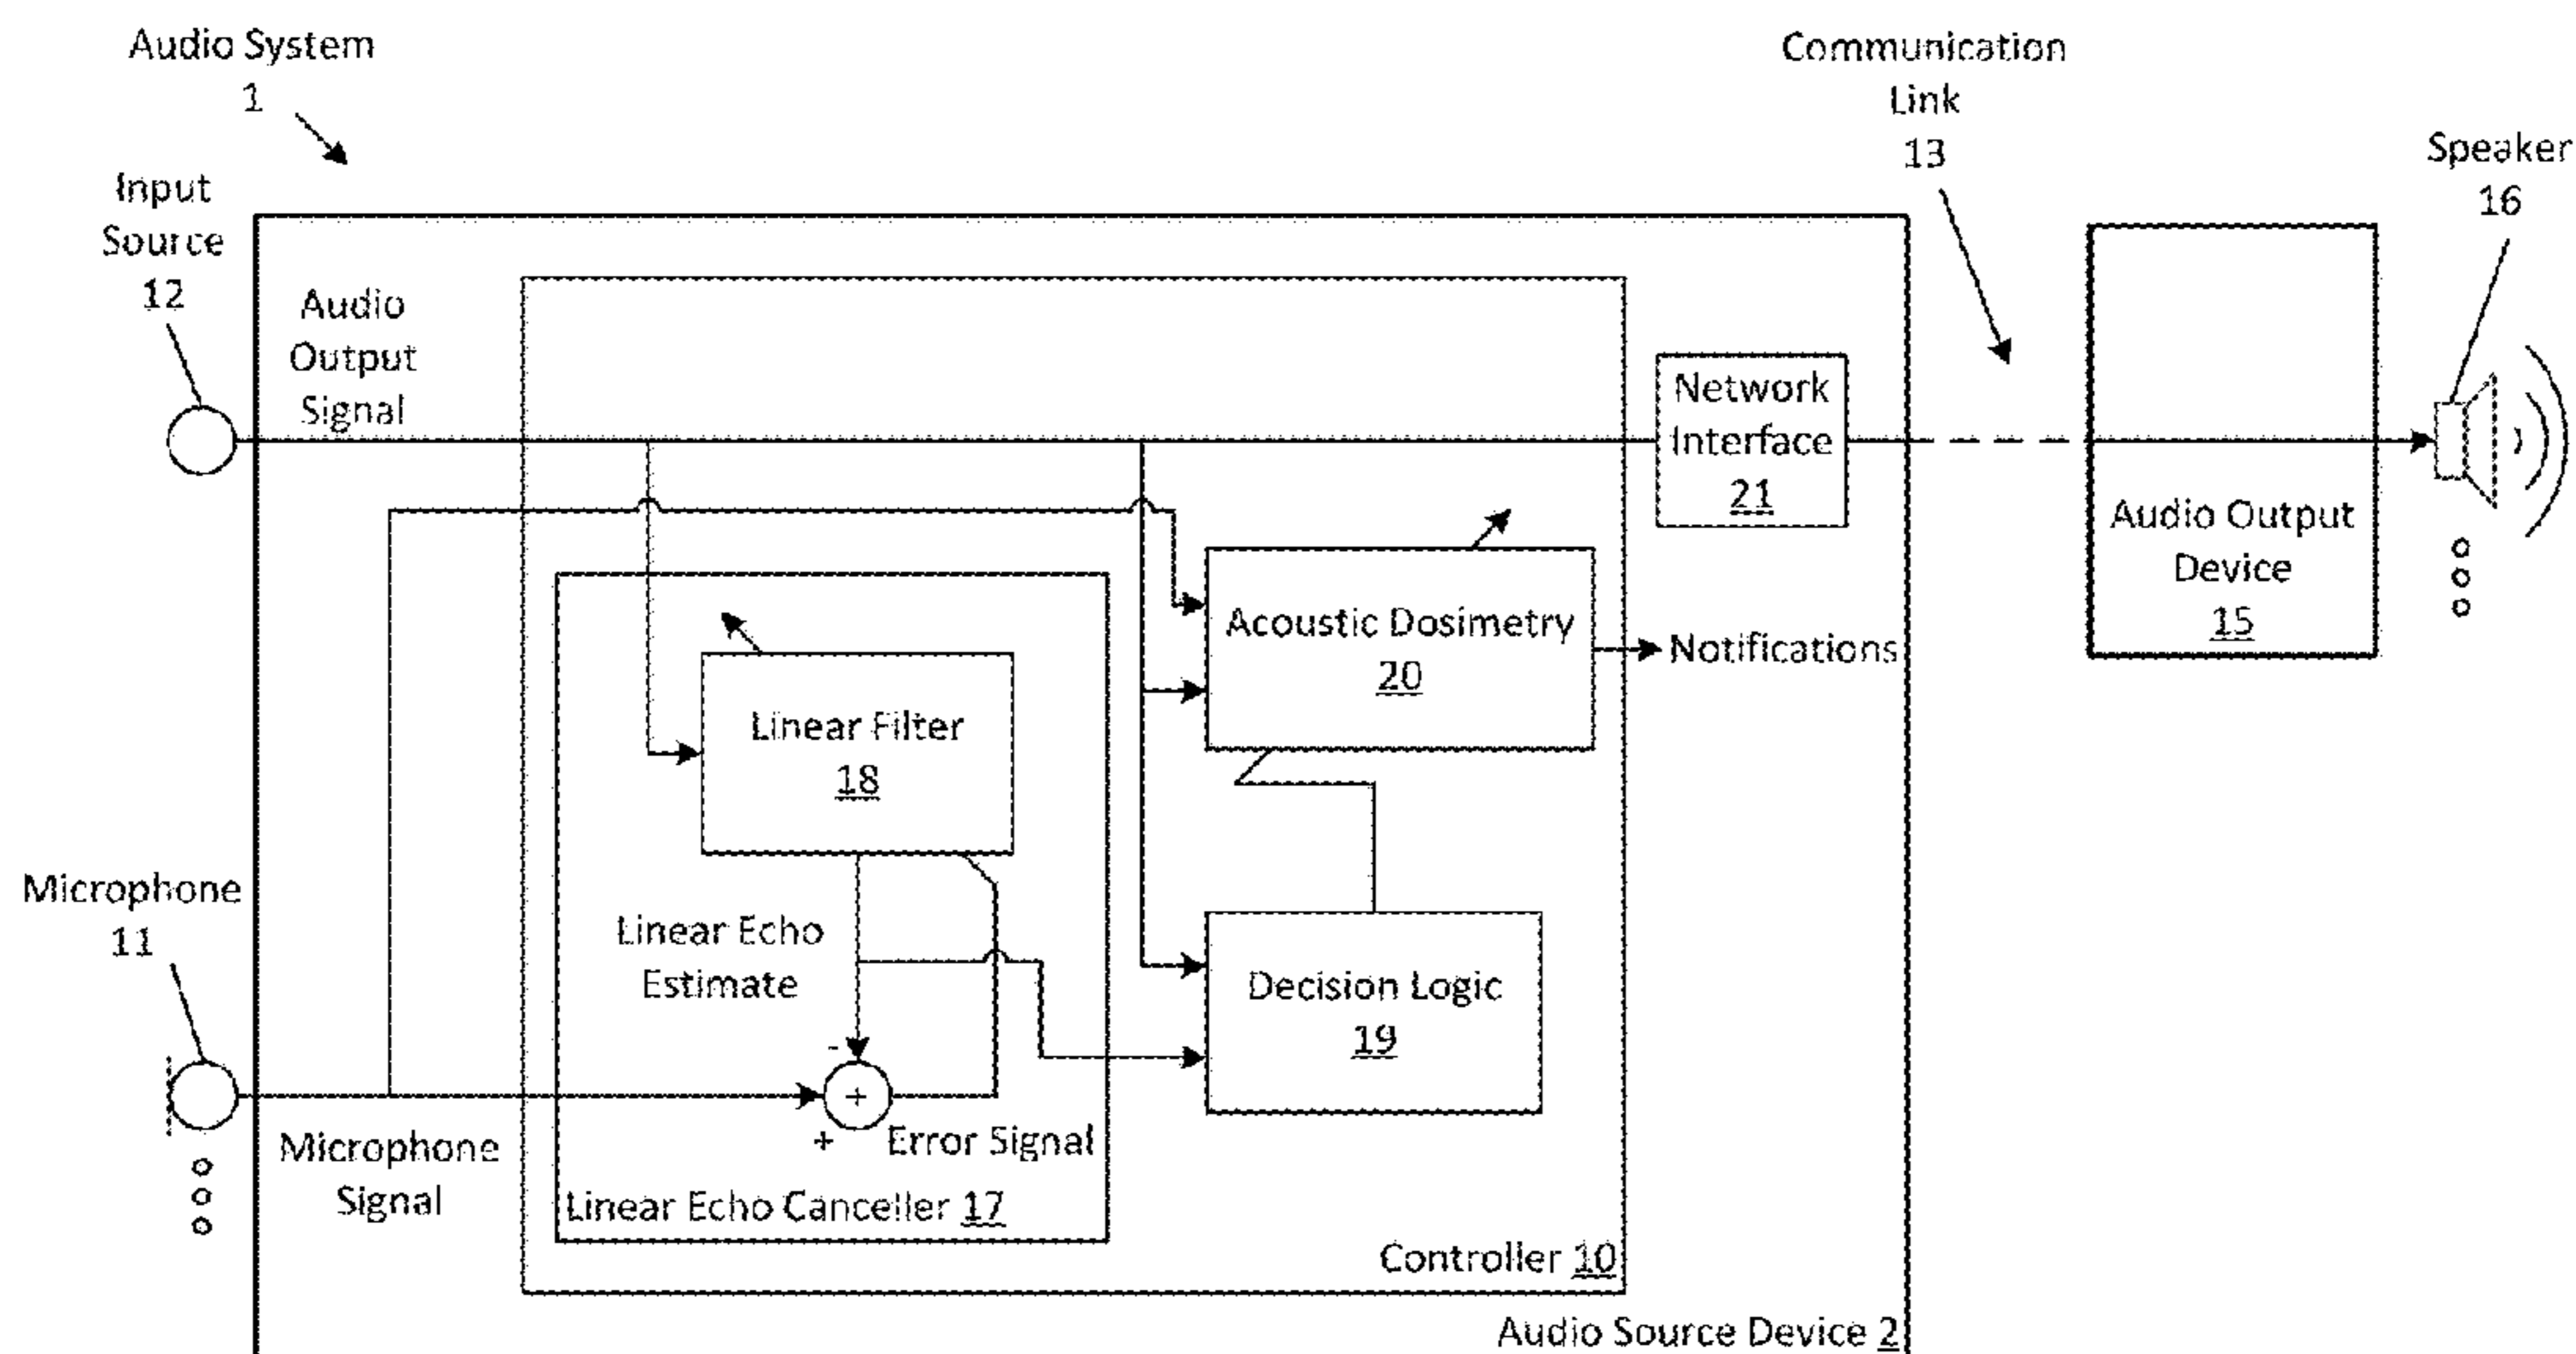 Audio System
1
Communication
Link
13
Speaker
16
Input
Source
12
Audio
Output
Signal
Network
Interface
21
Audio Output
Device
15
Acoustic Dosimetry
20
Notifications
Linear Filter
18
Microphone
11
Linear Echo
Estimate
Decision Logic
19
-
+
+
Error Signal
Microphone
Signal
Linear Echo Canceller 17
Controller 10
Audio Source Device 2